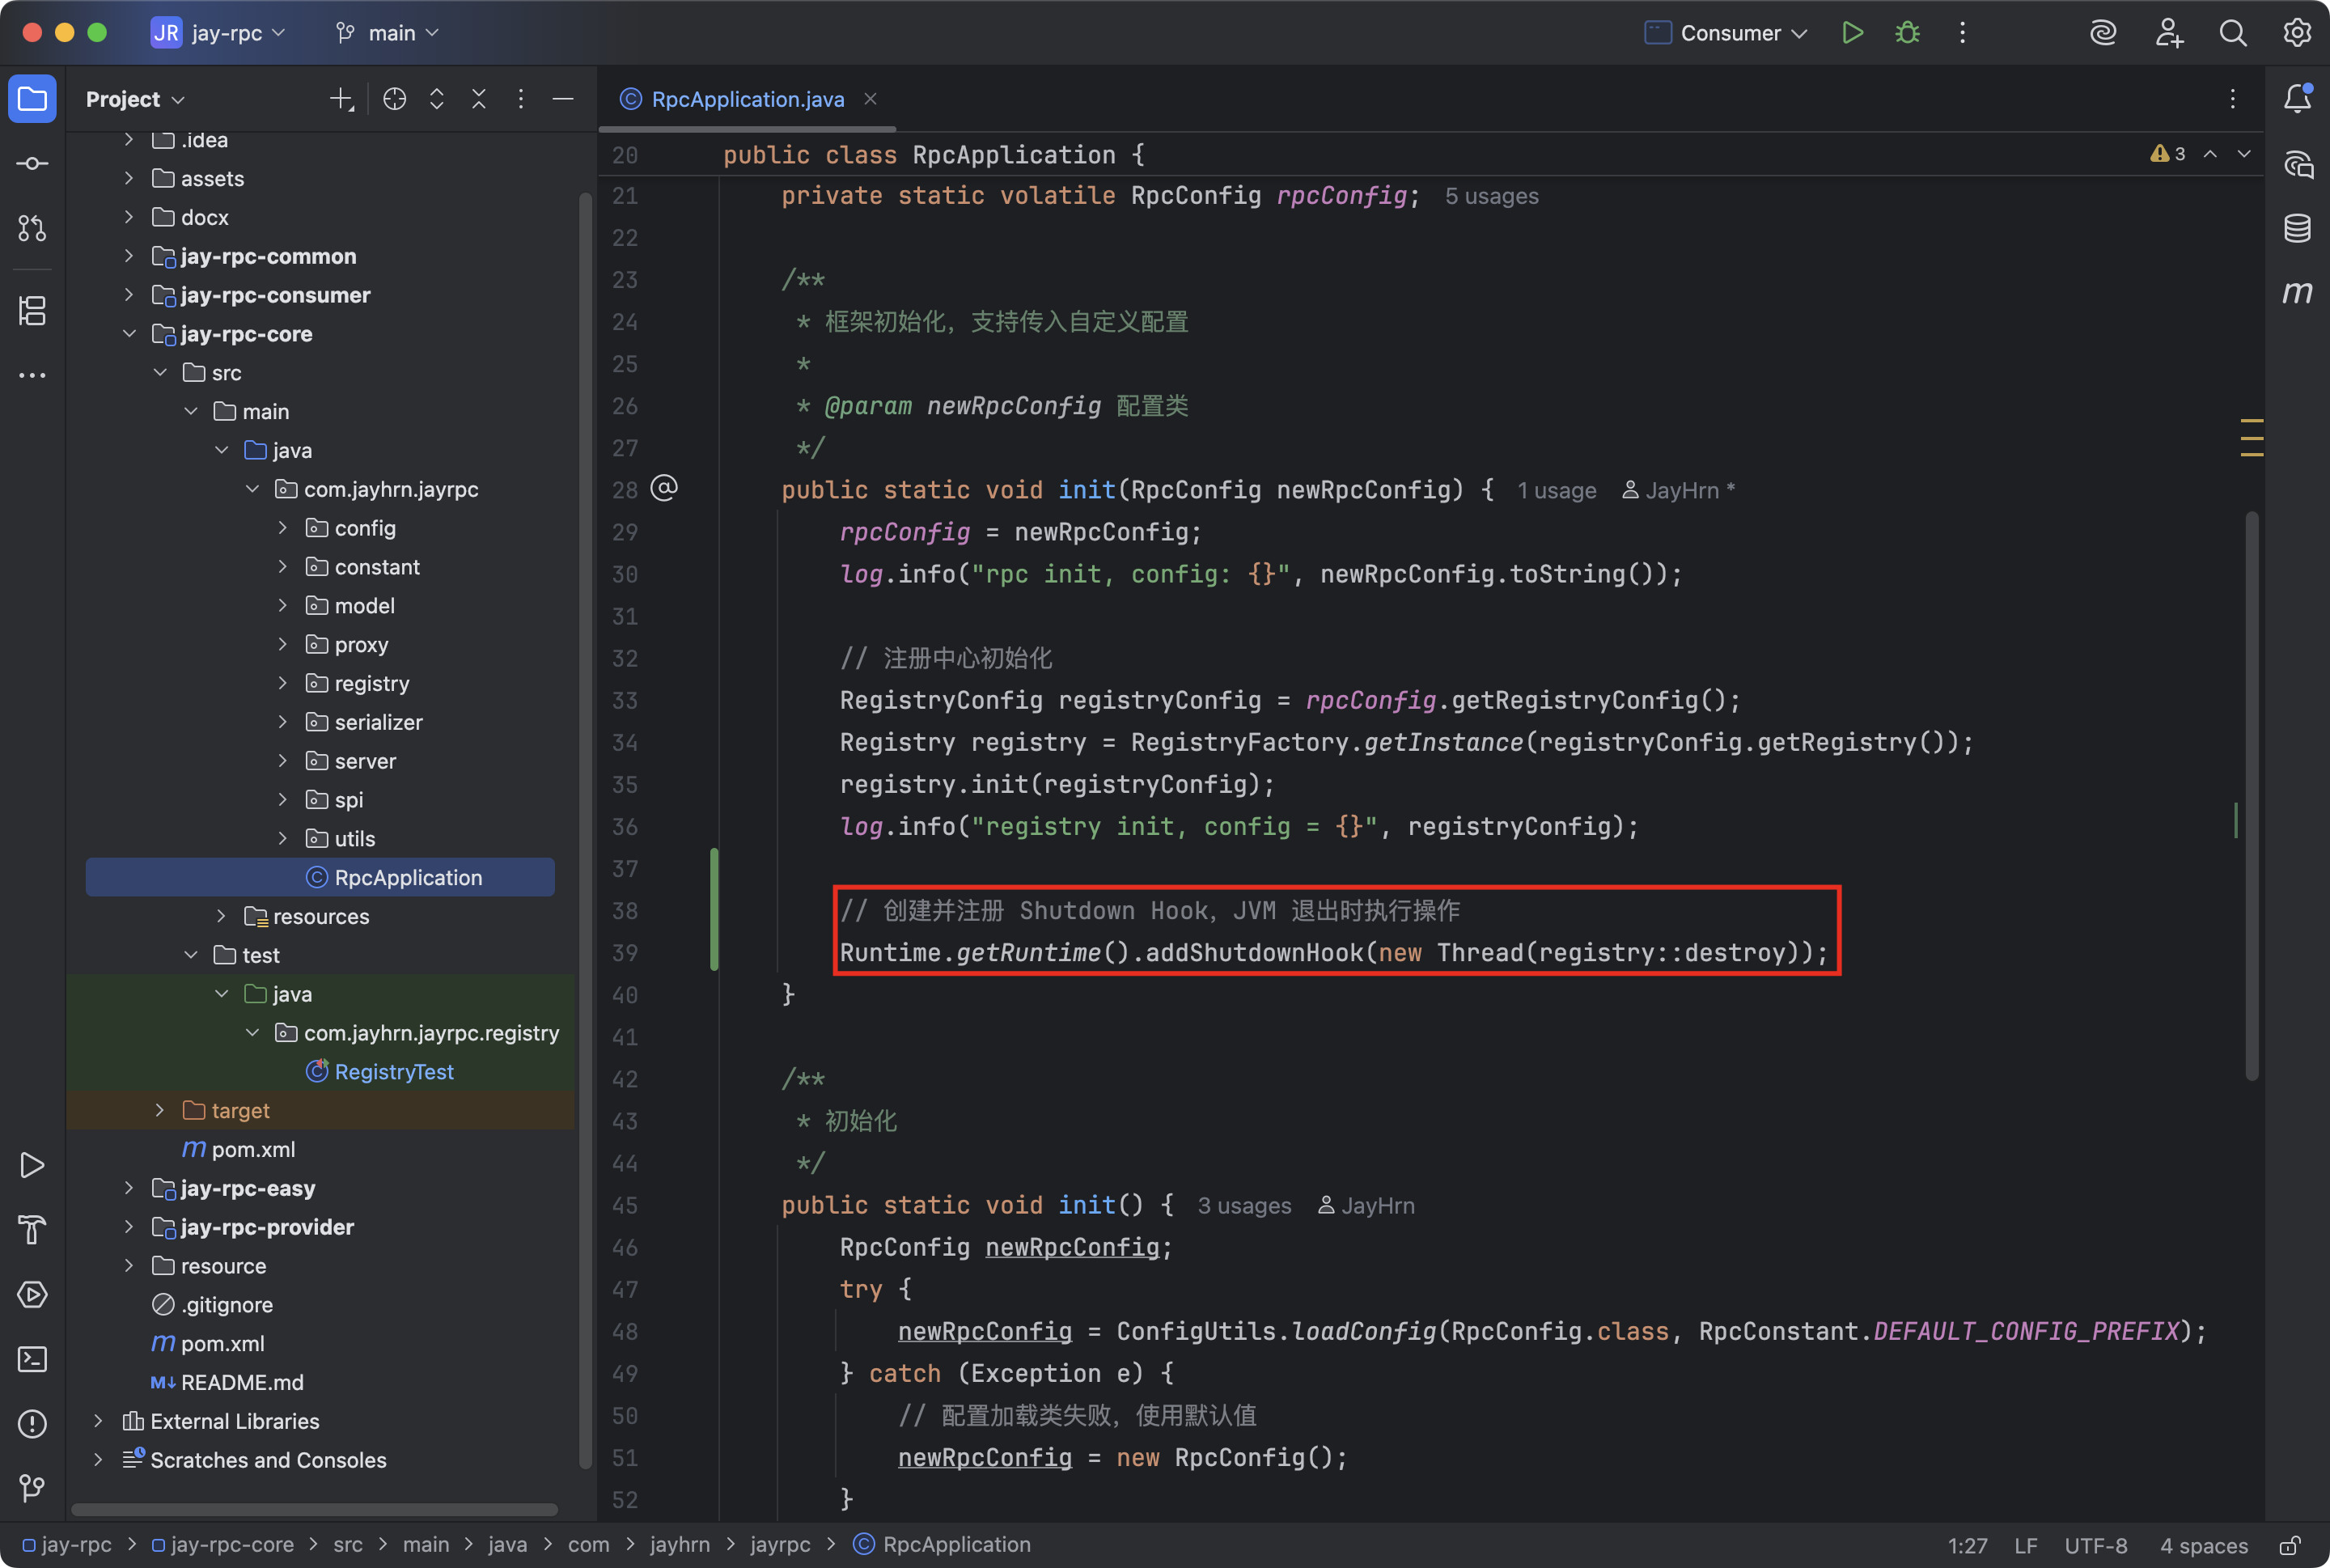 JR jay-rpc main Consumer
Project
.idea
assets
docx
jay-rpc-common
jay-rpc-consumer
jay-rpc-core
src
main
java
com.jayhrn.jayrpc
config
constant
model
proxy
registry
serializer
server
spi
utils
RpcApplication
resources
test
java
com.jayhrn.jayrpc.registry
RegistryTest
target
m pom.xml
jay-rpc-easy
jay-rpc-provider
resource
.gitignore
m pom.xml
M↓ README.md
External Libraries
Scratches and Consoles
RpcApplication.java
3
20 public class RpcApplication {
21 private static volatile RpcConfig rpcConfig; 5 usages
22
23 /**
24 * 框架初始化，支持传入自定义配置
25 *
26 * @param newRpcConfig 配置类
27 */
28 @ public static void init(RpcConfig newRpcConfig) { 1 usage JayHrn *
29 rpcConfig = newRpcConfig;
30 log.info("rpc init, config: {}", newRpcConfig.toString());
31
32 // 注册中心初始化
33 RegistryConfig registryConfig = rpcConfig.getRegistryConfig();
34 Registry registry = RegistryFactory.getInstance(registryConfig.getRegistry());
35 registry.init(registryConfig);
36 log.info("registry init, config = {}", registryConfig);
37
38 // 创建并注册 Shutdown Hook，JVM 退出时执行操作
39 Runtime.getRuntime().addShutdownHook(new Thread(registry::destroy));
40 }
41
42 /**
43 * 初始化
44 */
45 public static void init() { 3 usages JayHrn
46 RpcConfig newRpcConfig;
47 try {
48 newRpcConfig = ConfigUtils.loadConfig(RpcConfig.class, RpcConstant.DEFAULT_CONFIG_PREFIX);
49 } catch (Exception e) {
50 // 配置加载类失败，使用默认值
51 newRpcConfig = new RpcConfig();
52 }
m
jay-rpc > jay-rpc-core > src > main > java > com > jayhrn > jayrpc > RpcApplication
1:27 LF UTF-8 4 spaces